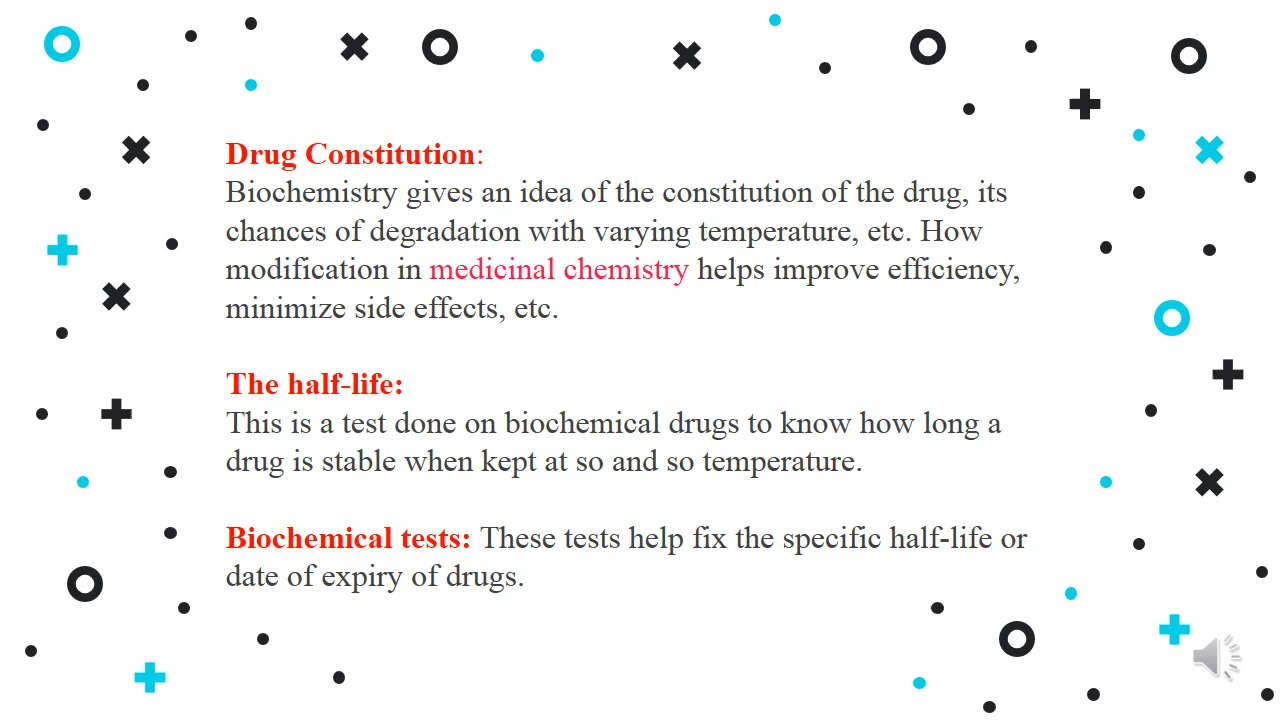 Drug Constitution:
Biochemistry gives an idea of the constitution of the drug, its
chances of degradation with varying temperature, etc. How
modification in medicinal chemistry helps improve efficiency,
minimize side effects, etc.
The half-life:
This is a test done on biochemical drugs to know how long a
drug is stable when kept at so and so temperature.
Biochemical tests: These tests help fix the specific half-life or
date of expiry of drugs.